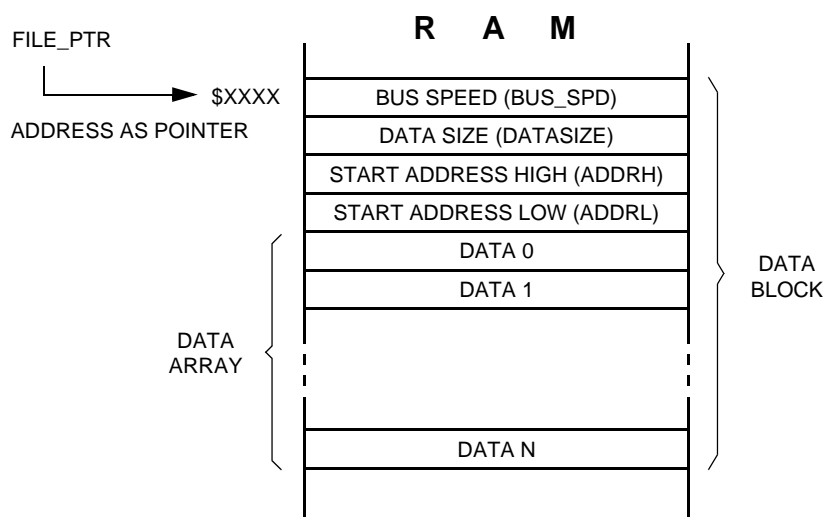 R A M
FILE_PTR
$XXXX
ADDRESS AS POINTER
BUS SPEED (BUS_SPD)
DATA SIZE (DATASIZE)
START ADDRESS HIGH (ADDRH)
START ADDRESS LOW (ADDRL)
DATA 0
DATA 1
DATA
ARRAY
DATA
BLOCK
DATA N